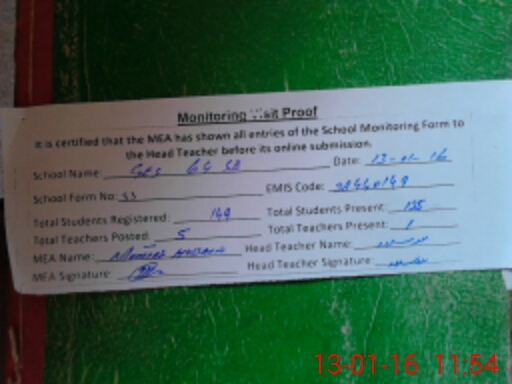 Monitoring Visit Proof
It is certified that the MEA has shown all entries of the School Monitoring Form to
the Head Teacher before its online submission.
School Name: Date: 13-01-16
School Form No: 53 EMIS Code:
Total Students Registered: 149 Total Students Present: 135
Total Teachers Posted: 5 Total Teachers Present: 1
MEA Name: Head Teacher Name:
MEA Signature: Head Teacher Signature:
13-01-16 11:54